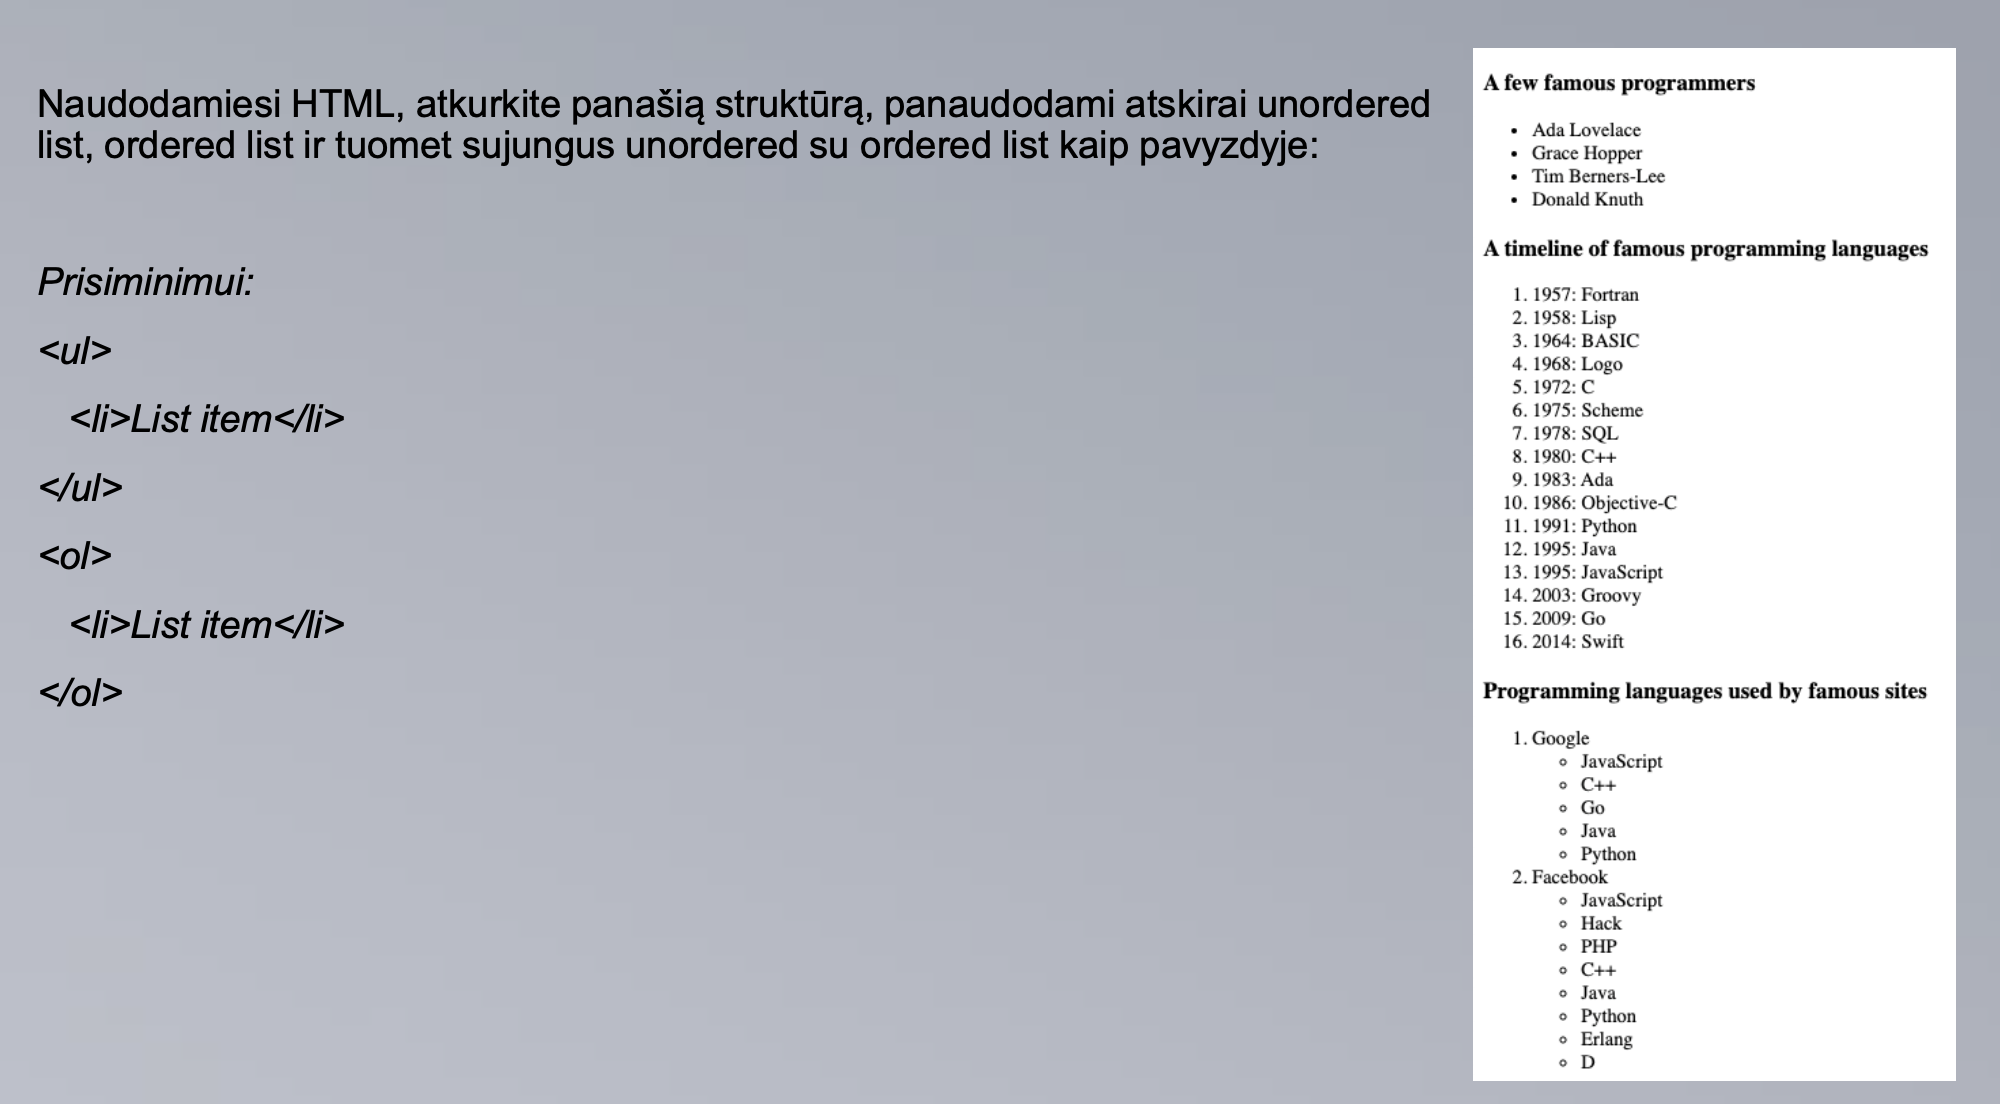 Naudodamiesi HTML, atkurkite panašią struktūrą, panaudodami atskirai unordered
list, ordered list ir tuomet sujungus unordered su ordered list kaip pavyzdyje:
Prisiminimui:
<ul>
<li>List item</li>
</ul>
<ol>
<li>List item</li>
</ol>
A few famous programmers
• Ada Lovelace
• Grace Hopper
• Tim Berners-Lee
• Donald Knuth
A timeline of famous programming languages
1. 1957: Fortran
2. 1958: Lisp
3. 1964: BASIC
4. 1968: Logo
5. 1972: C
6. 1975: Scheme
7. 1978: SQL
8. 1980: C++
9. 1983: Ada
10. 1986: Objective-C
11. 1991: Python
12. 1995: Java
13. 1995: JavaScript
14. 2003: Groovy
15. 2009: Go
16. 2014: Swift
Programming languages used by famous sites
1. Google
◦ JavaScript
◦ C++
◦ Go
◦ Java
◦ Python
2. Facebook
◦ JavaScript
◦ Hack
◦ PHP
◦ C++
◦ Java
◦ Python
◦ Erlang
◦ D